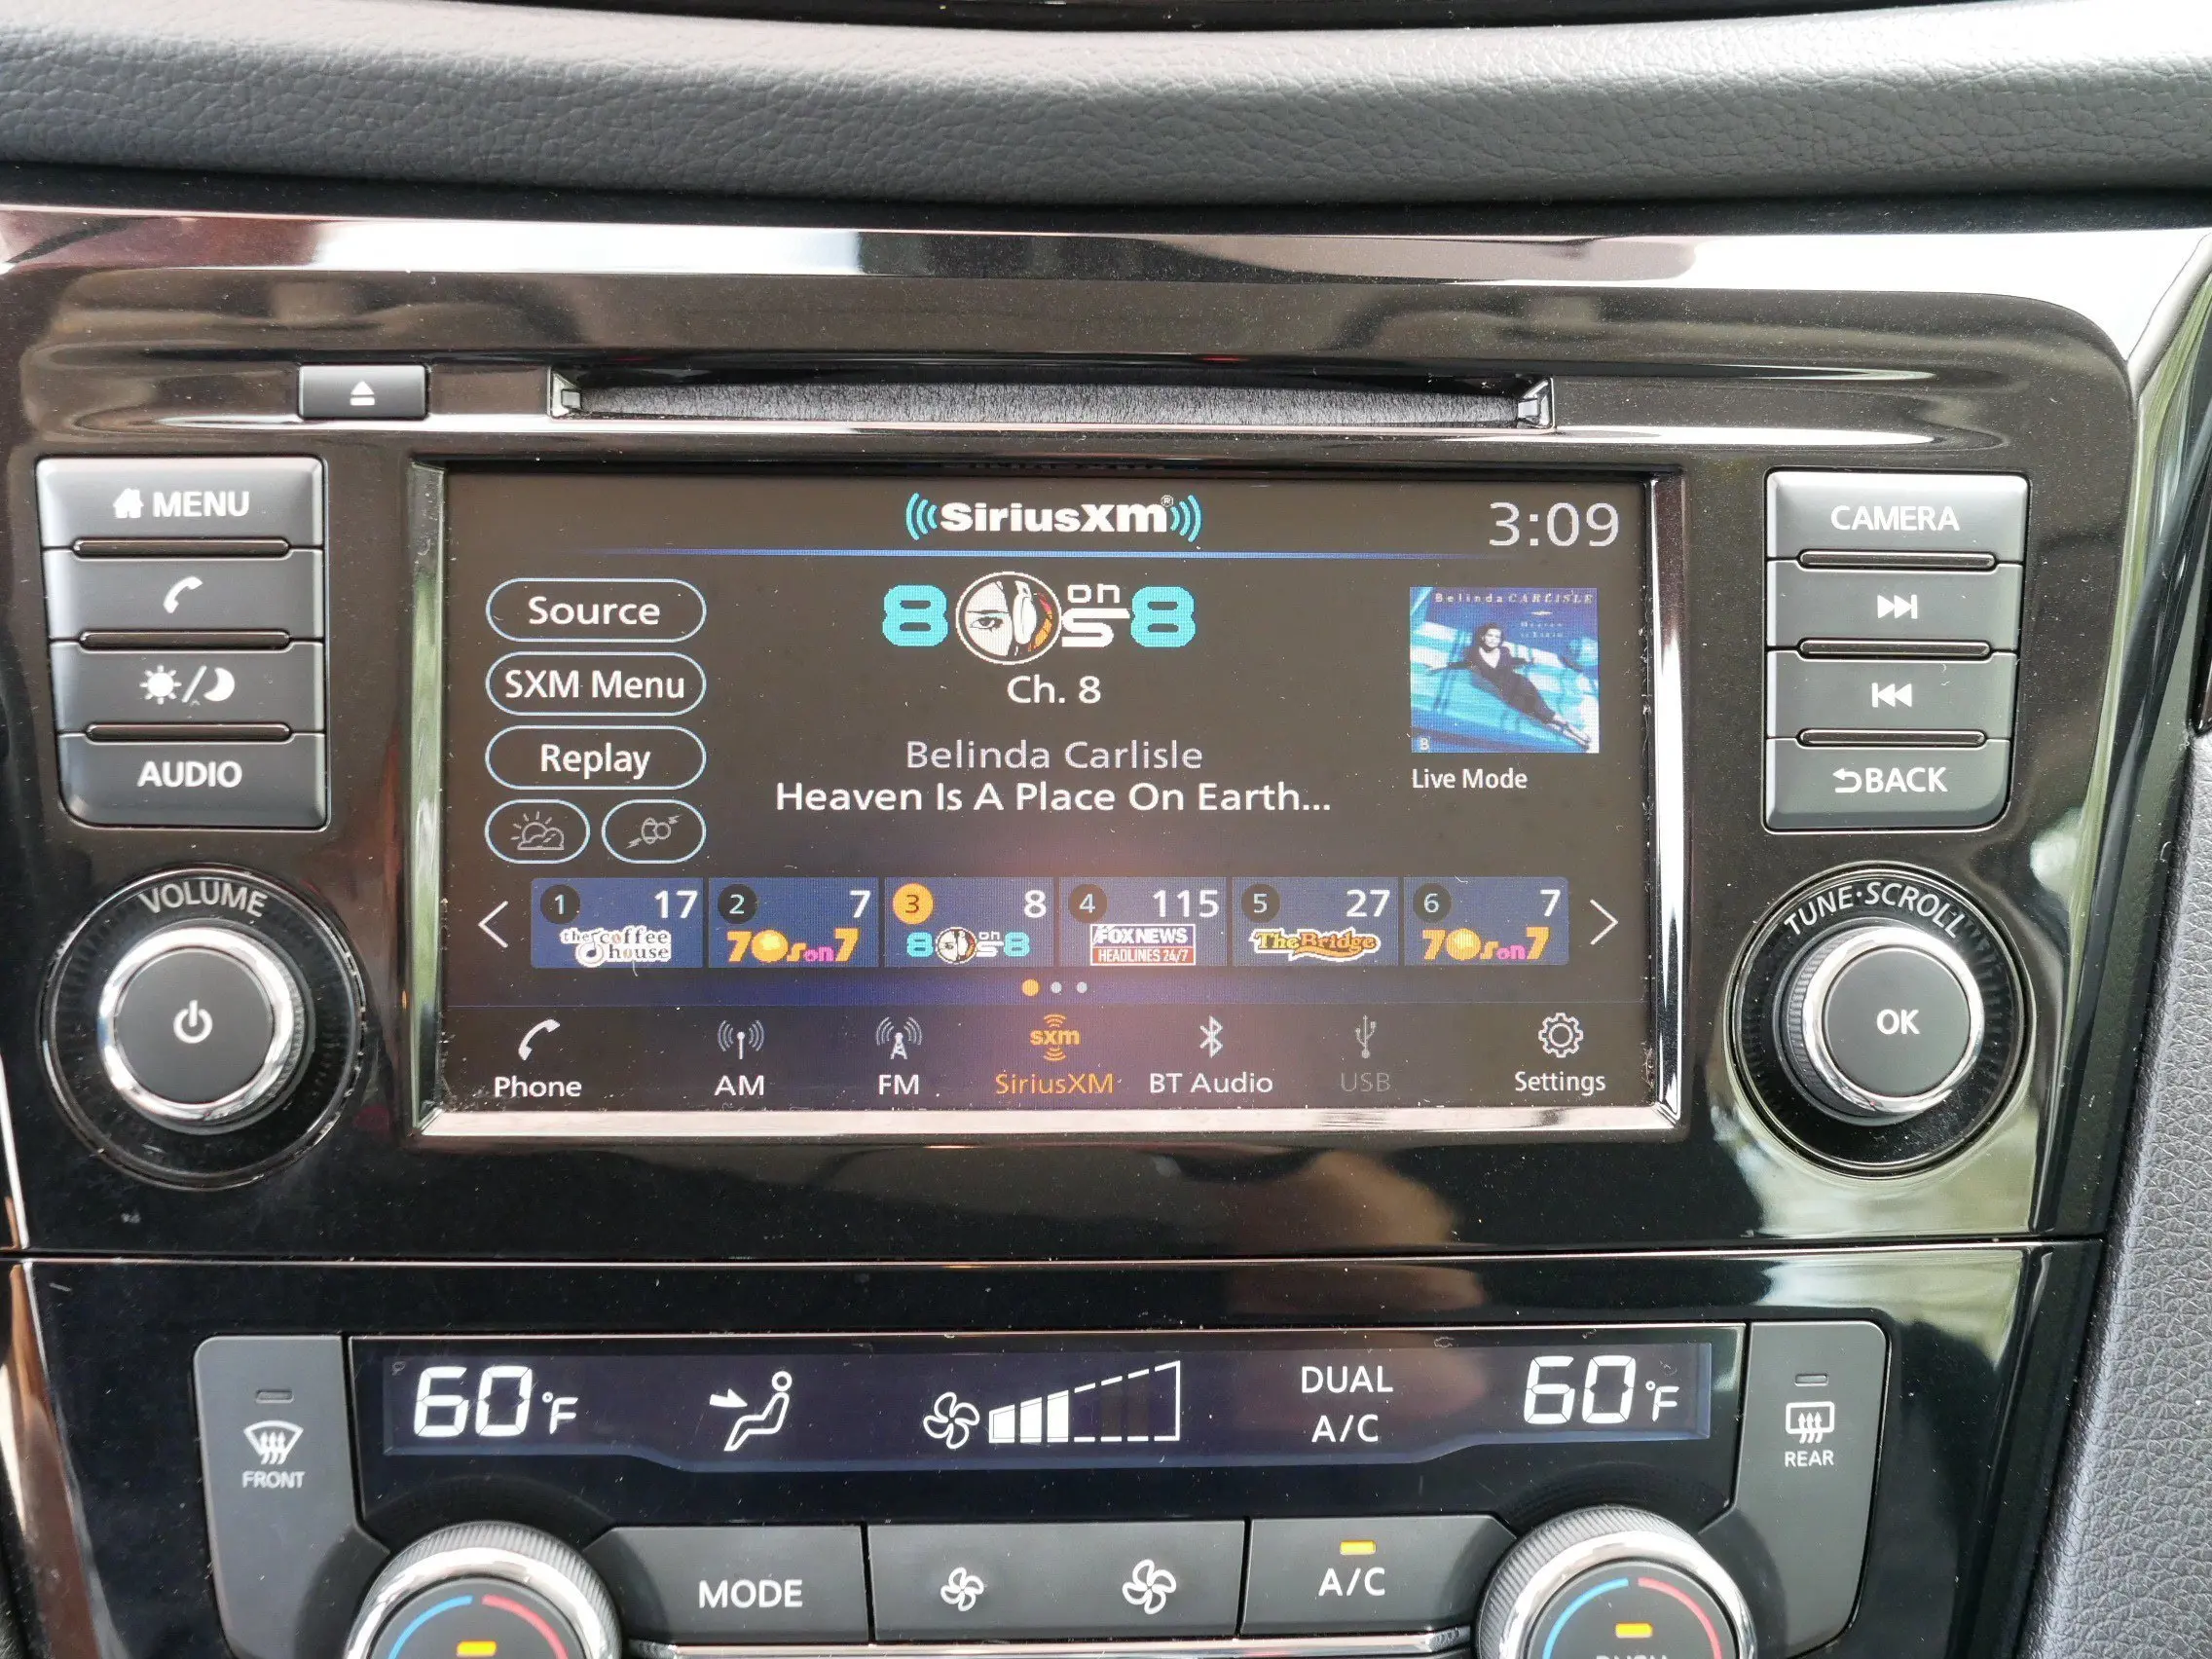 MENU
AUDIO
VOLUME
SiriusXM®
3:09
Source
SXM Menu
Replay
8 on 8
Ch. 8
Belinda Carlisle
Heaven Is A Place On Earth...
Belinda CARLISLE
Live Mode
1 17
the coffee house
2 7
70s on 7
3 8
8 on 8
4 115
FOX NEWS
HEADLINES 24/7
5 27
The Bridge
6 7
70s on 7
Phone
AM
FM
sxm
SiriusXM
BT Audio
USB
Settings
CAMERA
BACK
TUNE·SCROLL
OK
FRONT
60°F
DUAL
A/C
60°F
REAR
MODE
A/C